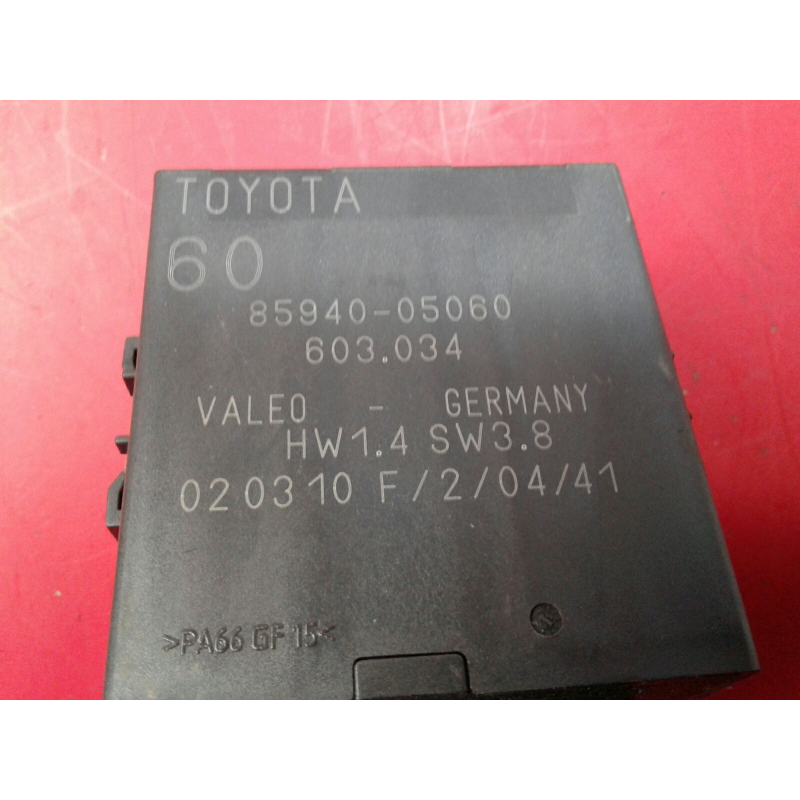 TOYOTA
60
85940-05060
603.034
VALEO - GERMANY
HW1.4 SW3.8
020310 F/2/04/41
>PA66 GF15<